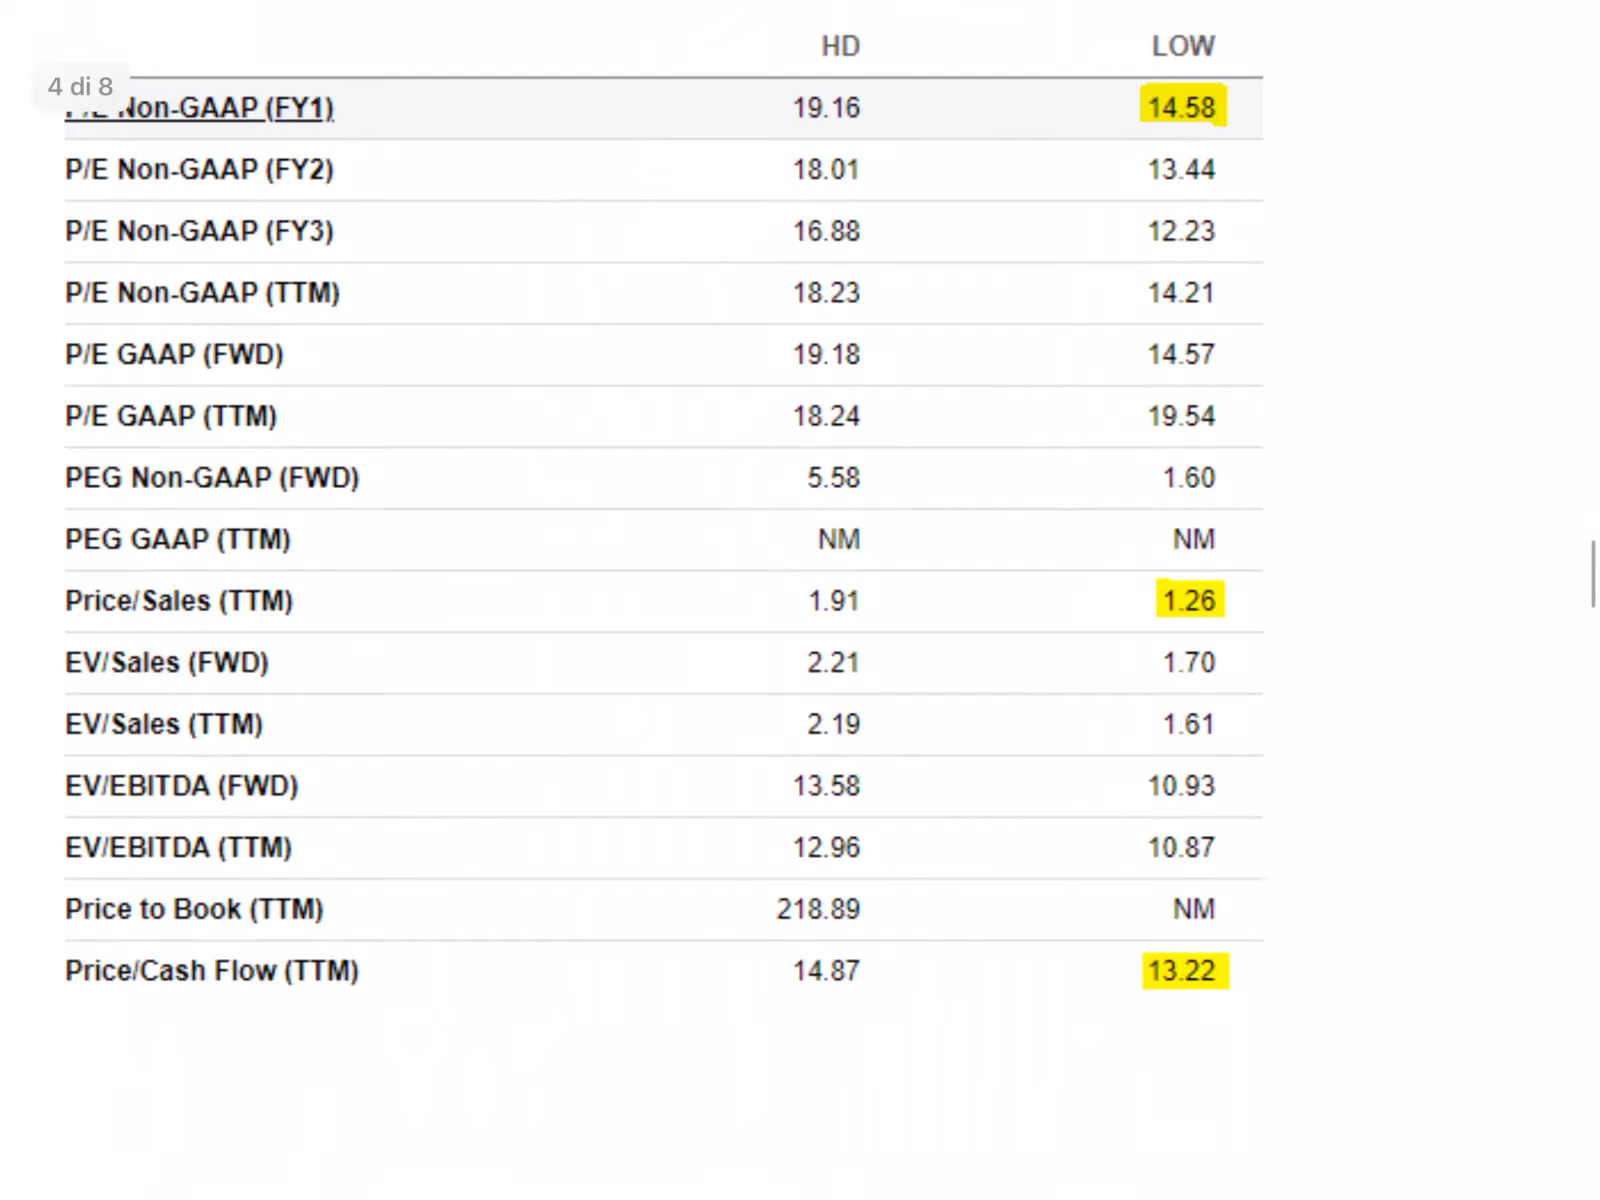 HD LOW
4 di 8
P/E Non-GAAP (FY1) 19.16 14.58
P/E Non-GAAP (FY2) 18.01 13.44
P/E Non-GAAP (FY3) 16.88 12.23
P/E Non-GAAP (TTM) 18.23 14.21
P/E GAAP (FWD) 19.18 14.57
P/E GAAP (TTM) 18.24 19.54
PEG Non-GAAP (FWD) 5.58 1.60
PEG GAAP (TTM) NM NM
Price/Sales (TTM) 1.91 1.26
EV/Sales (FWD) 2.21 1.70
EV/Sales (TTM) 2.19 1.61
EV/EBITDA (FWD) 13.58 10.93
EV/EBITDA (TTM) 12.96 10.87
Price to Book (TTM) 218.89 NM
Price/Cash Flow (TTM) 14.87 13.22